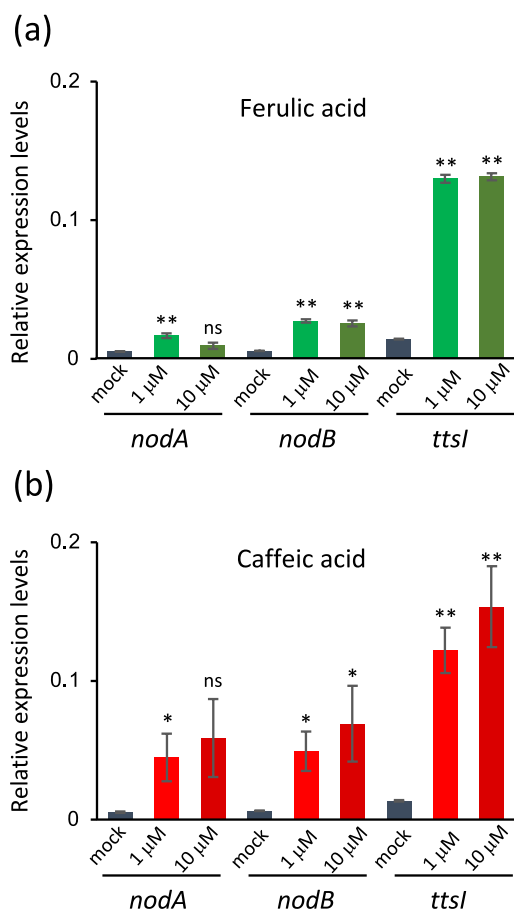 (a)
Ferulic acid
Relative expression levels
0.2
0.1
0
** ns ** ** ** **
mock 1 μM 10 μM mock 1 μM 10 μM mock 1 μM 10 μM
nodA nodB ttsI
(b)
Caffeic acid
Relative expression levels
0.2
0.1
0
* ns * * ** **
mock 1 μM 10 μM mock 1 μM 10 μM mock 1 μM 10 μM
nodA nodB ttsI